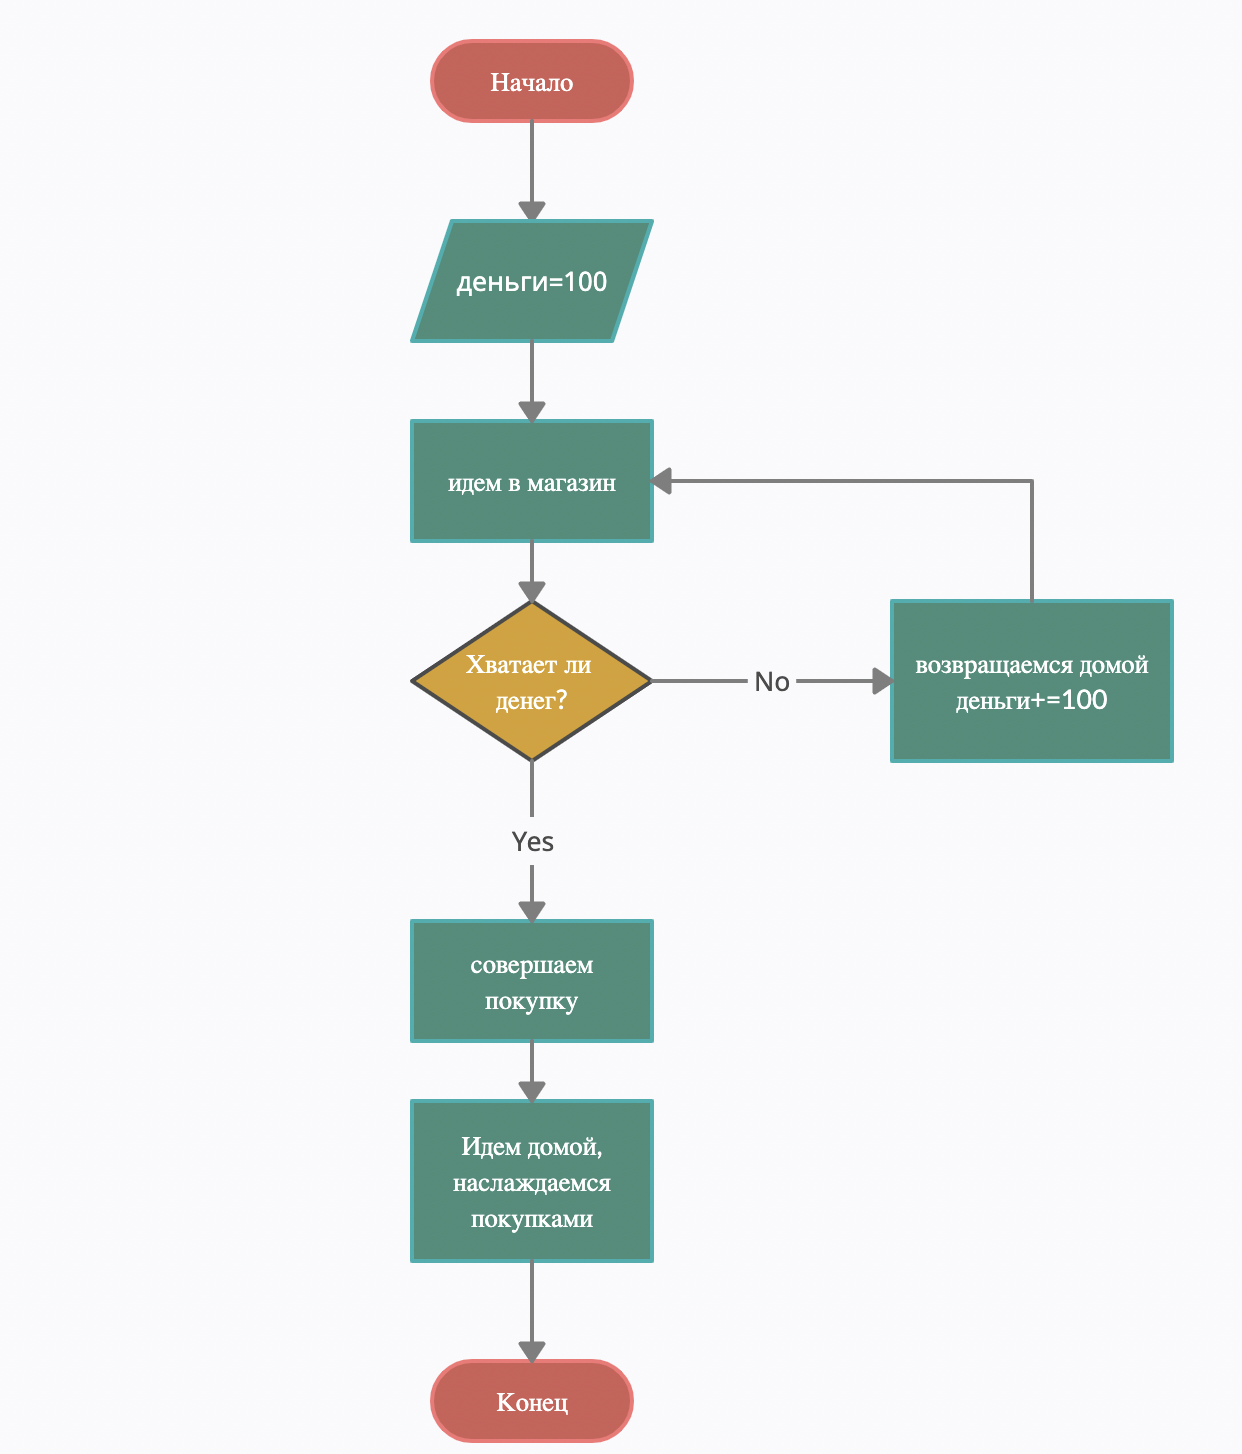 Начало
деньги=100
идем в магазин
Хватает ли
денег?
No
возвращаемся домой
деньги+=100
Yes
совершаем
покупку
Идем домой,
наслаждаемся
покупками
Конец